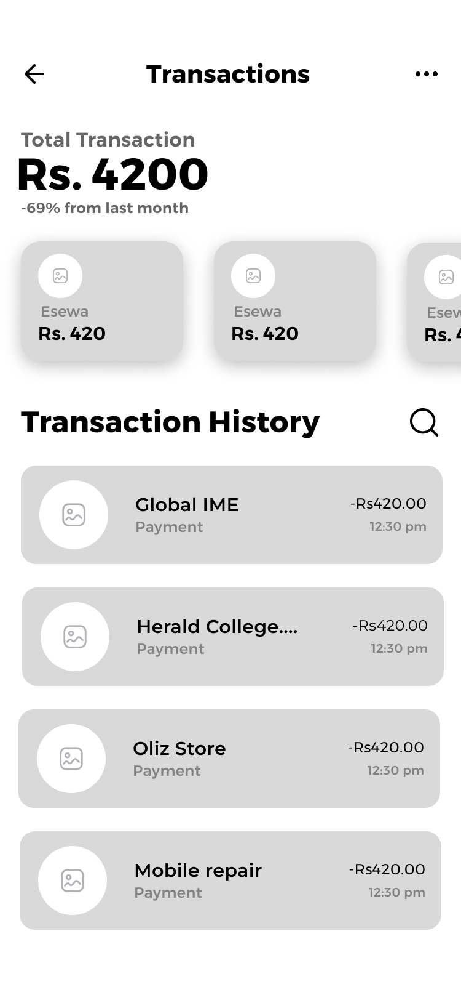 Transactions
Total Transaction
Rs. 4200
-69% from last month
Esewa
Rs. 420
Esewa
Rs. 420
Esew
Rs. 4
Transaction History
Global IME
-Rs420.00
Payment
12:30 pm
Herald College....
-Rs420.00
Payment
12:30 pm
Oliz Store
-Rs420.00
Payment
12:30 pm
Mobile repair
-Rs420.00
Payment
12:30 pm